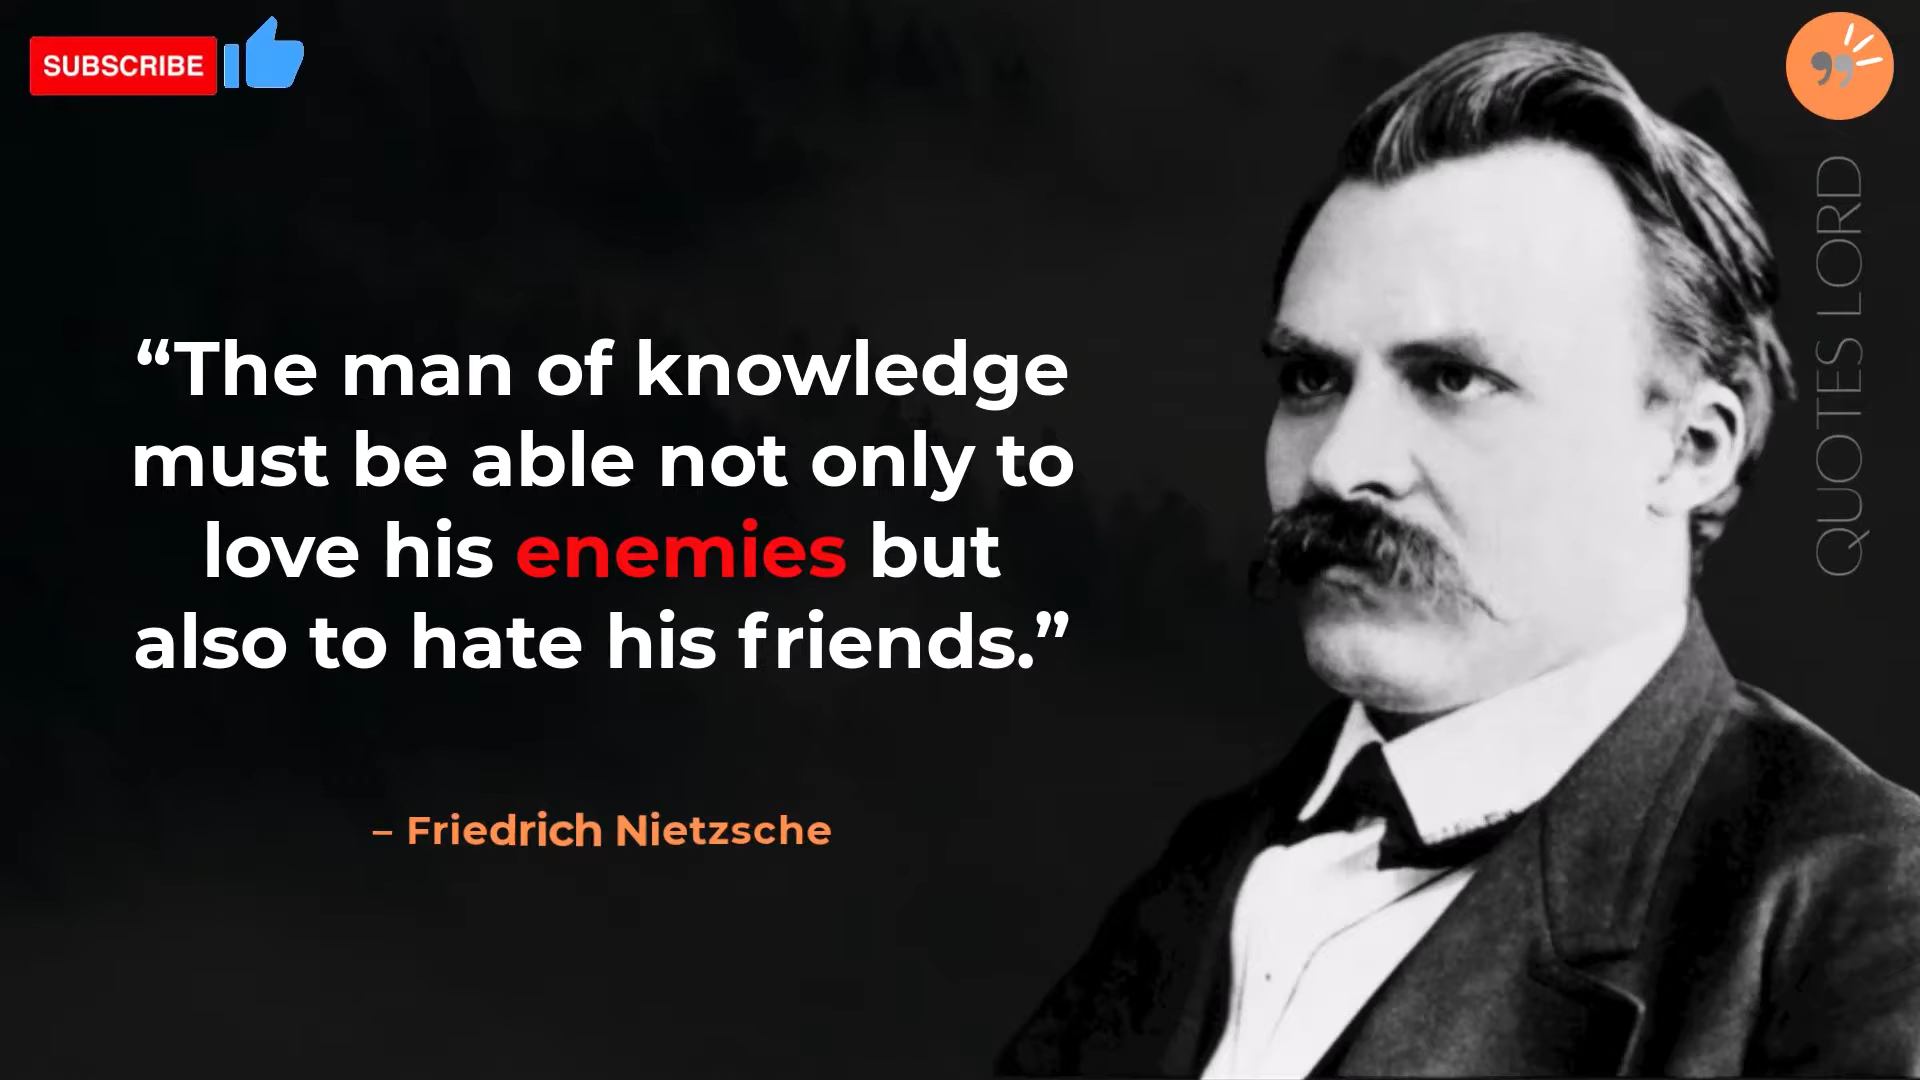 SUBSCRIBE
“The man of knowledge
must be able not only to
love his enemies but
also to hate his friends.”
– Friedrich Nietzsche
QUOTES LORD